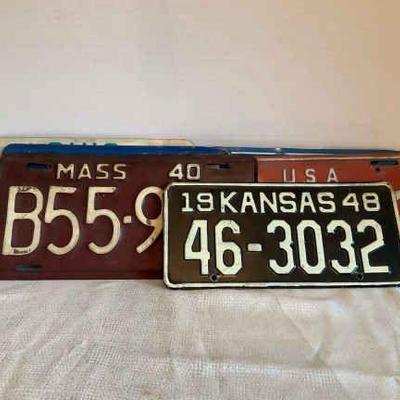 MASS 40
B55-9
USA
19 KANSAS 48
46-3032